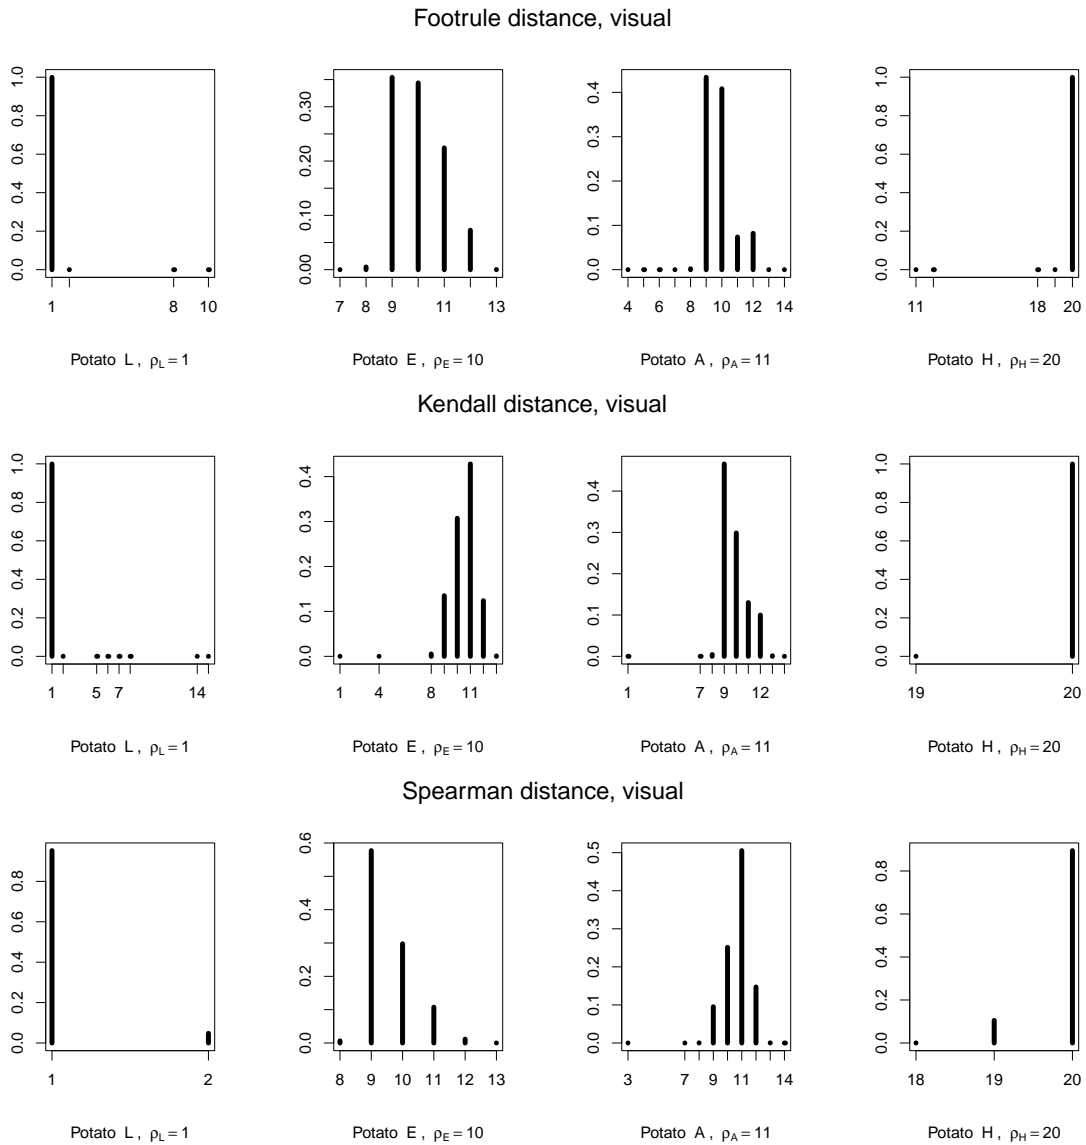 Footrule distance, visual
0.0 0.2 0.4 0.6 0.8 1.0
1 8 10
Potato L , ρL = 1
0.00 0.10 0.20 0.30
7 8 9 11 13
Potato E , ρE = 10
0.0 0.1 0.2 0.3 0.4
4 5 6 7 8 9 10 12 14
Potato A , ρA = 11
0.0 0.2 0.4 0.6 0.8 1.0
11 18 20
Potato H , ρH = 20
Kendall distance, visual
0.0 0.2 0.4 0.6 0.8 1.0
1 5 7 14
Potato L , ρL = 1
0.0 0.1 0.2 0.3 0.4
1 4 8 11
Potato E , ρE = 10
0.0 0.1 0.2 0.3 0.4
1 7 9 12
Potato A , ρA = 11
0.0 0.2 0.4 0.6 0.8 1.0
19 20
Potato H , ρH = 20
Spearman distance, visual
0.0 0.2 0.4 0.6 0.8
1 2
Potato L , ρL = 1
0.0 0.2 0.4 0.6
8 9 10 11 12 13
Potato E , ρE = 10
0.0 0.1 0.2 0.3 0.4 0.5
3 7 9 11 14
Potato A , ρA = 11
0.0 0.2 0.4 0.6 0.8
18 19 20
Potato H , ρH = 20